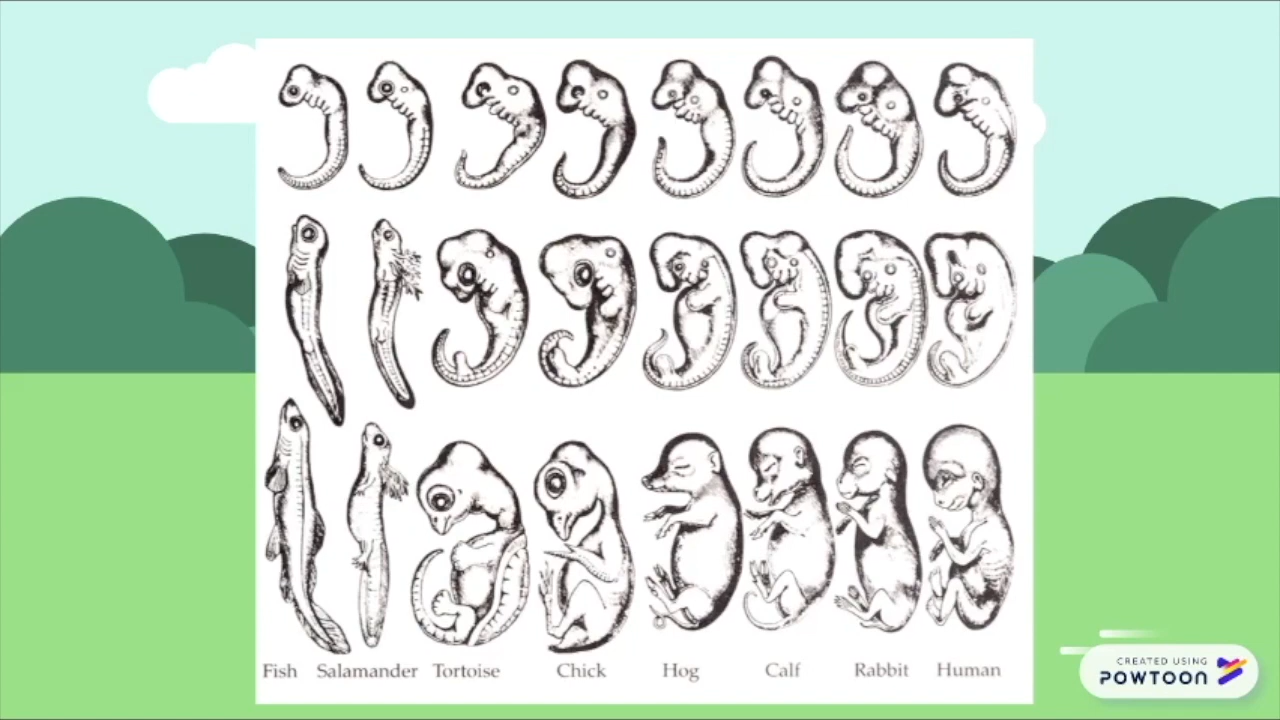 Fish Salamander Tortoise Chick Hog Calf Rabbit Human
CREATED USING
POWTOON